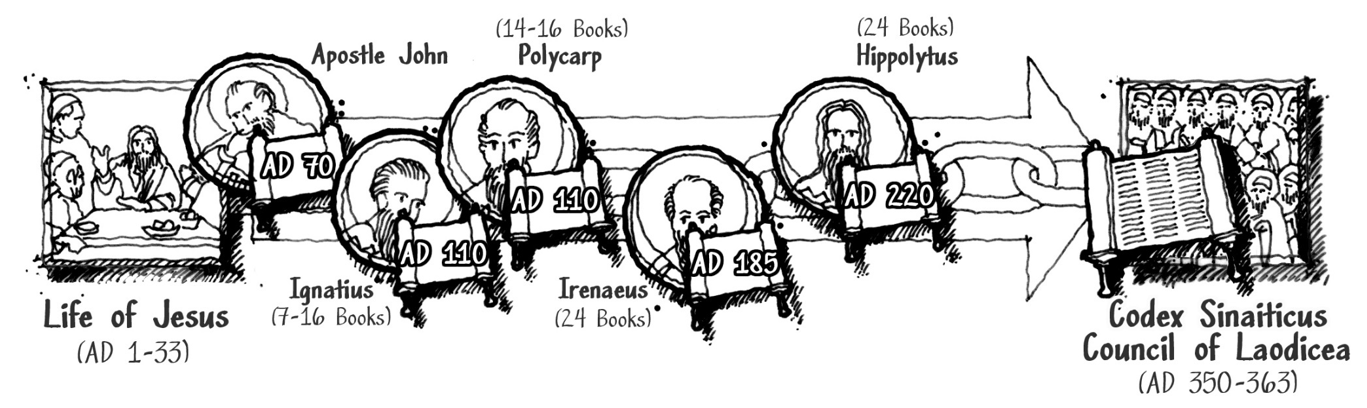 Life of Jesus
(AD 1-33)
Apostle John
AD 70
Ignatius
(7-16 Books)
AD 110
(14-16 Books)
Polycarp
AD 110
Irenaeus
(24 Books)
AD 185
(24 Books)
Hippolytus
AD 220
Codex Sinaiticus
Council of Laodicea
(AD 350-363)